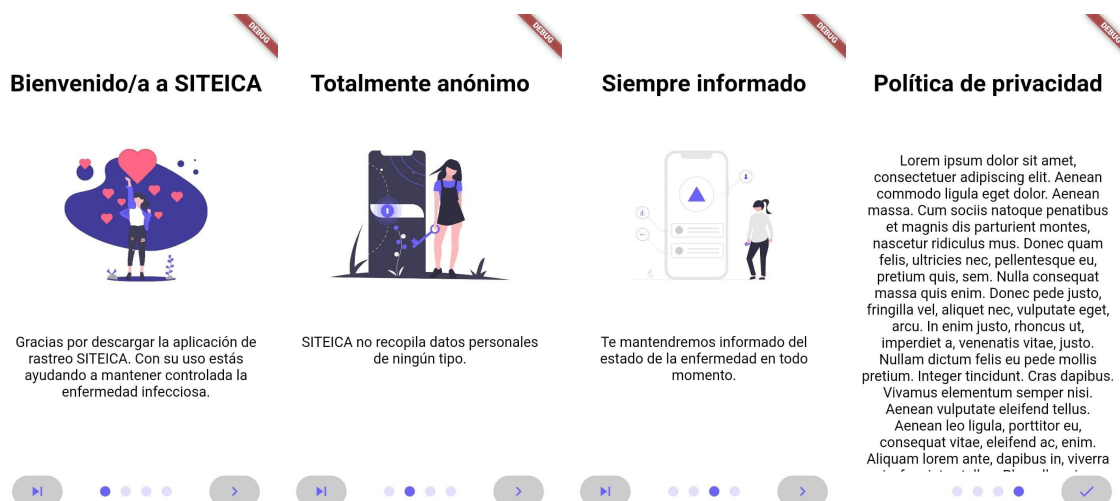 DEBUG
Bienvenido/a a SITEICA
Gracias por descargar la aplicación de
rastreo SITEICA. Con su uso estás
ayudando a mantener controlada la
enfermedad infecciosa.
DEBUG
Totalmente anónimo
SITEICA no recopila datos personales
de ningún tipo.
DEBUG
Siempre informado
Te mantendremos informado del
estado de la enfermedad en todo
momento.
DEBUG
Política de privacidad
Lorem ipsum dolor sit amet,
consectetuer adipiscing elit. Aenean
commodo ligula eget dolor. Aenean
massa. Cum sociis natoque penatibus
et magnis dis parturient montes,
nascetur ridiculus mus. Donec quam
felis, ultricies nec, pellentesque eu,
pretium quis, sem. Nulla consequat
massa quis enim. Donec pede justo,
fringilla vel, aliquet nec, vulputate eget,
arcu. In enim justo, rhoncus ut,
imperdiet a, venenatis vitae, justo.
Nullam dictum felis eu pede mollis
pretium. Integer tincidunt. Cras dapibus.
Vivamus elementum semper nisi.
Aenean vulputate eleifend tellus.
Aenean leo ligula, porttitor eu,
consequat vitae, eleifend ac, enim.
Aliquam lorem ante, dapibus in, viverra